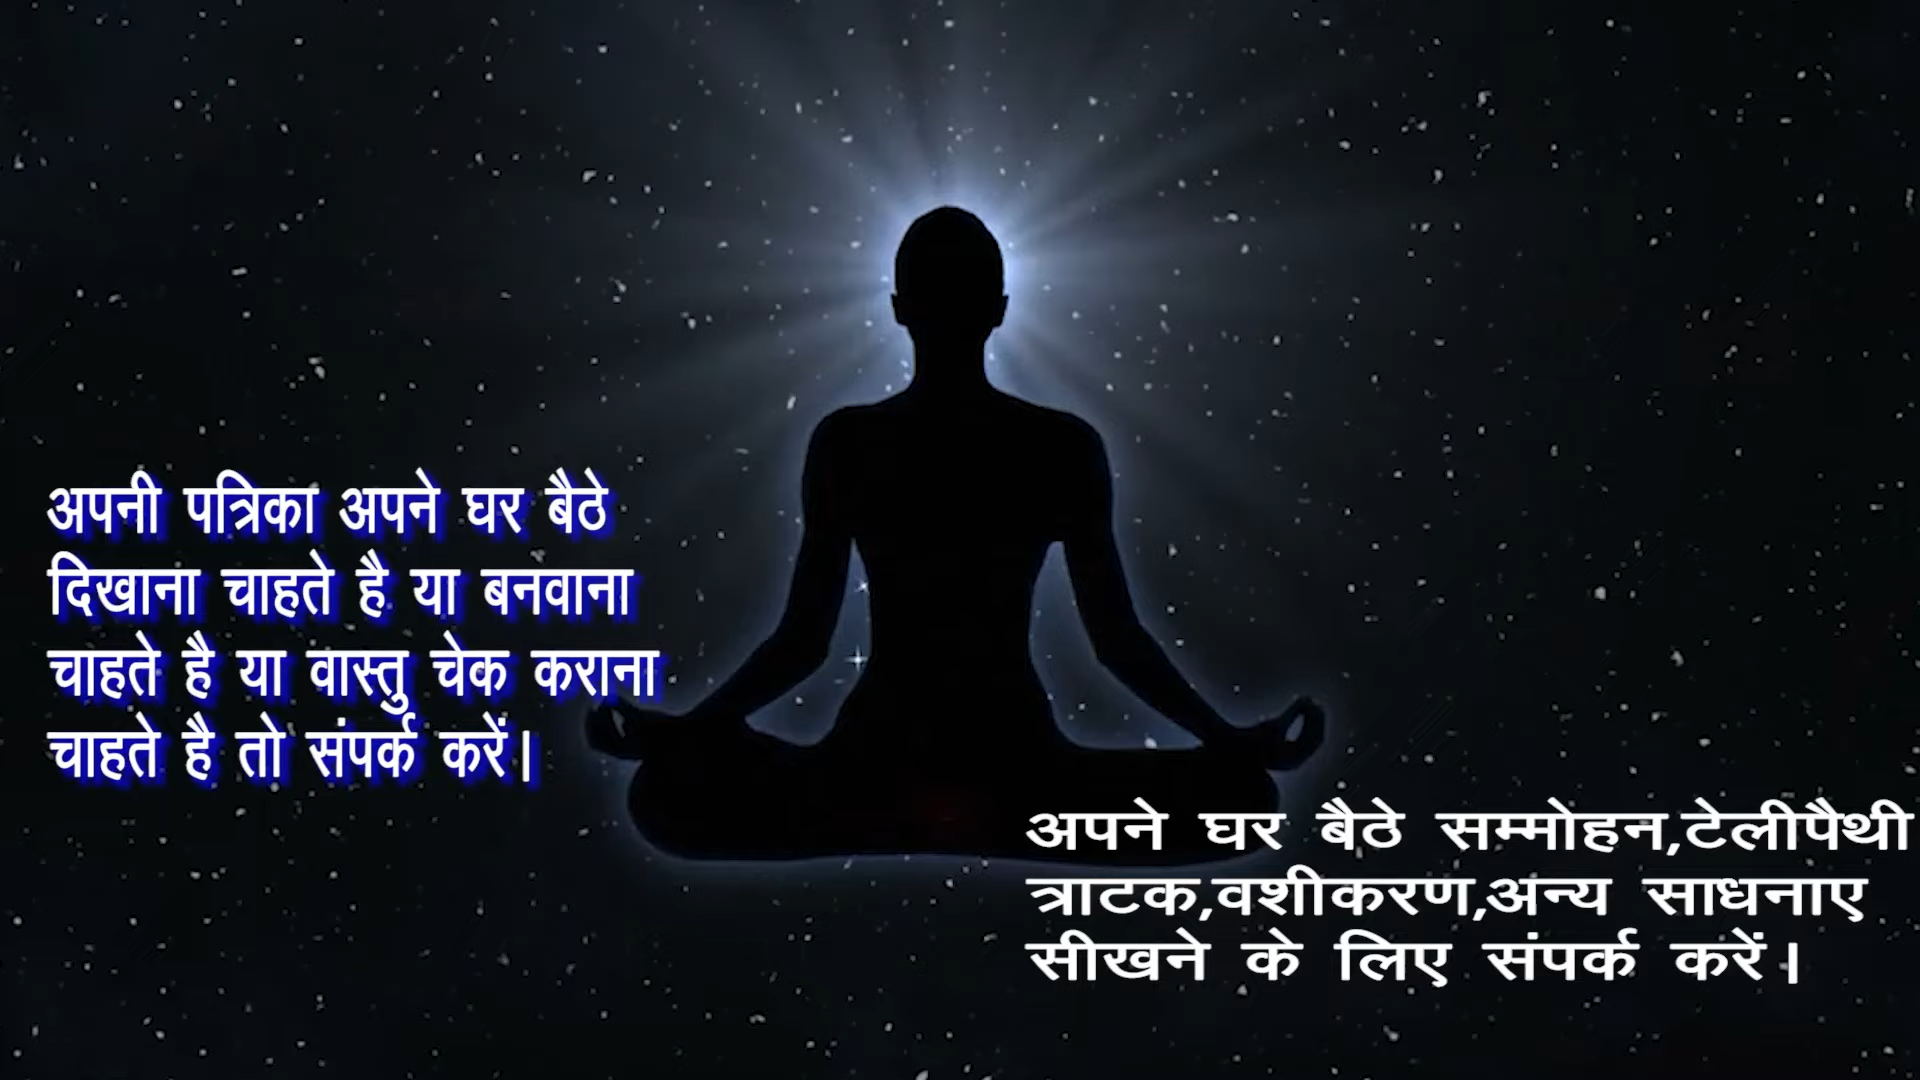 अपनी पत्रिका अपने घर बैठे
दिखाना चाहते है या बनवाना
चाहते है या वास्तु चेक कराना
चाहते है तो संपर्क करें।
अपने घर बैठे सम्मोहन,टेलीपैथी
त्राटक,वशीकरण,अन्य साधनाए
सीखने के लिए संपर्क करें।